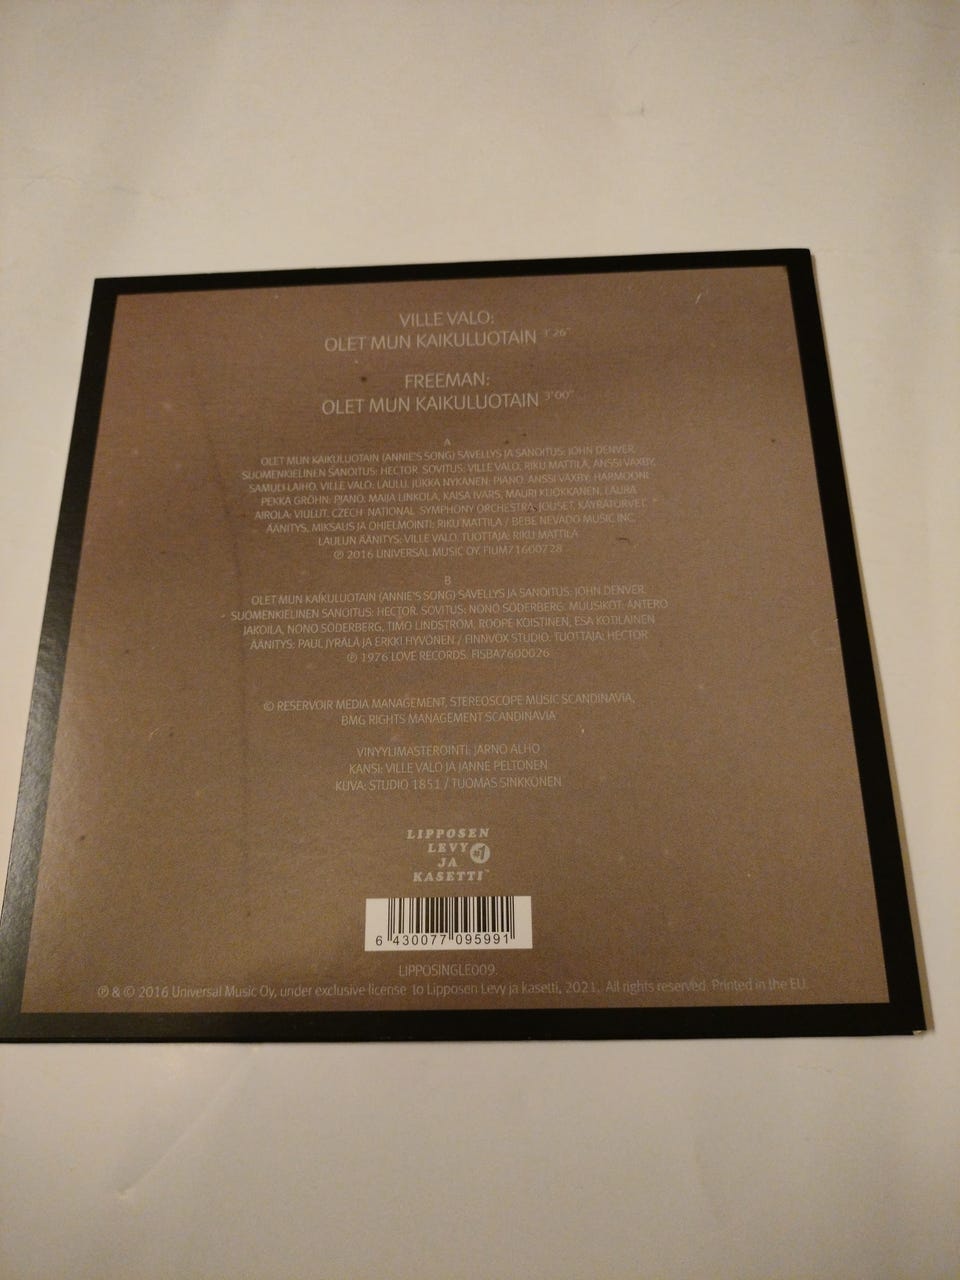 VILLE VALO:
OLET MUN KAIKULUOTAIN 1'26"
FREEMAN:
OLET MUN KAIKULUOTAIN 3'00"
A
OLET MUN KAIKULUOTAIN (ANNIE'S SONG) SÄVELLYS JA SANOITUS: JOHN DENVER.
SUOMENKIELINEN SANOITUS: HECTOR. SOVITUS: VILLE VALO, RIKU MATTILA, ANSSI VÄXBY,
SAMULI LAIHO. VILLE VALO: LAULU. JUKKA NYKÄNEN: PIANO. ANSSI VÄXBY: HARMOONI
PEKKA GRÖHN: PIANO. MAIJA LINKOLA, KAISA IVARS, MAURI KUOKKANEN, LAURA
AIROLA: VIULUT. CZECH NATIONAL SYMPHONY ORCHESTRA: JOUSET, KÄYRÄTORVET.
ÄÄNITYS, MIKSAUS JA OHJELMOINTI: RIKU MATTILA / BEBE NEVADO MUSIC INC.
LAULUN ÄÄNITYS: VILLE VALO. TUOTTAJA: RIKU MATTILA
℗ 2016 UNIVERSAL MUSIC OY. FIUM71600728
B
OLET MUN KAIKULUOTAIN (ANNIE'S SONG) SÄVELLYS JA SANOITUS: JOHN DENVER.
SUOMENKIELINEN SANOITUS: HECTOR. SOVITUS: NONO SÖDERBERG. MUUSIKOT: ANTERO
JAKOILA, NONO SÖDERBERG, TIMO LINDSTRÖM, ROOPE KOISTINEN, ESA KOTILAINEN
ÄÄNITYS: PAUL JYRÄLÄ JA ERKKI HYVÖNEN / FINNVOX STUDIO. TUOTTAJA: HECTOR
℗ 1976 LOVE RECORDS. FISBA7600026
© RESERVOIR MEDIA MANAGEMENT, STEREOSCOPE MUSIC SCANDINAVIA,
BMG RIGHTS MANAGEMENT SCANDINAVIA
VINYYLIMASTEROINTI: JARNO ALHO
KANSI: VILLE VALO JA JANNE PELTONEN
KUVA: STUDIO 1851 / TUOMAS SINKKONEN
LIPPOSEN
LEVY #1
JA
KASETTI™
6 430077 095991
LIPPOSINGLE009.
℗ & © 2016 Universal Music Oy, under exclusive license to Lipposen Levy ja kasetti, 2021. All rights reserved. Printed in the EU.